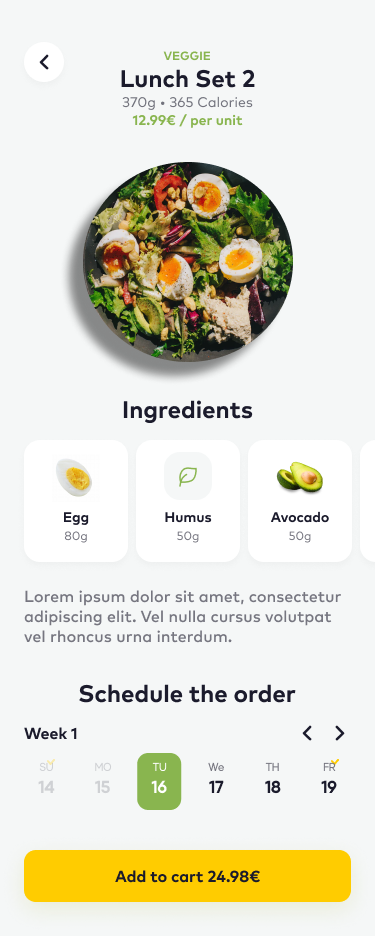 VEGGIE
Lunch Set 2
370g • 365 Calories
12.99€ / per unit
Ingredients
Egg
80g
Humus
50g
Avocado
50g
Lorem ipsum dolor sit amet, consectetur
adipiscing elit. Vel nulla cursus volutpat
vel rhoncus urna interdum.
Schedule the order
Week 1
SU MO TU We TH FR
14 15 16 17 18 19
Add to cart 24.98€